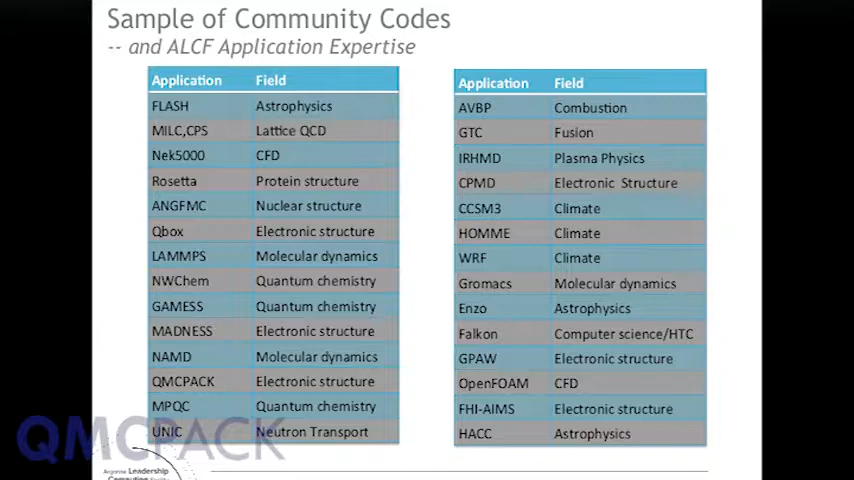 Sample of Community Codes
-- and ALCF Application Expertise
Application Field
FLASH Astrophysics
MILC,CPS Lattice QCD
Nek5000 CFD
Rosetta Protein structure
ANGFMC Nuclear structure
Qbox Electronic structure
LAMMPS Molecular dynamics
NWChem Quantum chemistry
GAMESS Quantum chemistry
MADNESS Electronic structure
NAMD Molecular dynamics
QMCPACK Electronic structure
MPQC Quantum chemistry
UNIC Neutron Transport
Application Field
AVBP Combustion
GTC Fusion
IRHMD Plasma Physics
CPMD Electronic Structure
CCSM3 Climate
HOMME Climate
WRF Climate
Gromacs Molecular dynamics
Enzo Astrophysics
Falkon Computer science/HTC
GPAW Electronic structure
OpenFOAM CFD
FHI-AIMS Electronic structure
HACC Astrophysics
QMCPACK
Argonne Leadership
Computing Facility